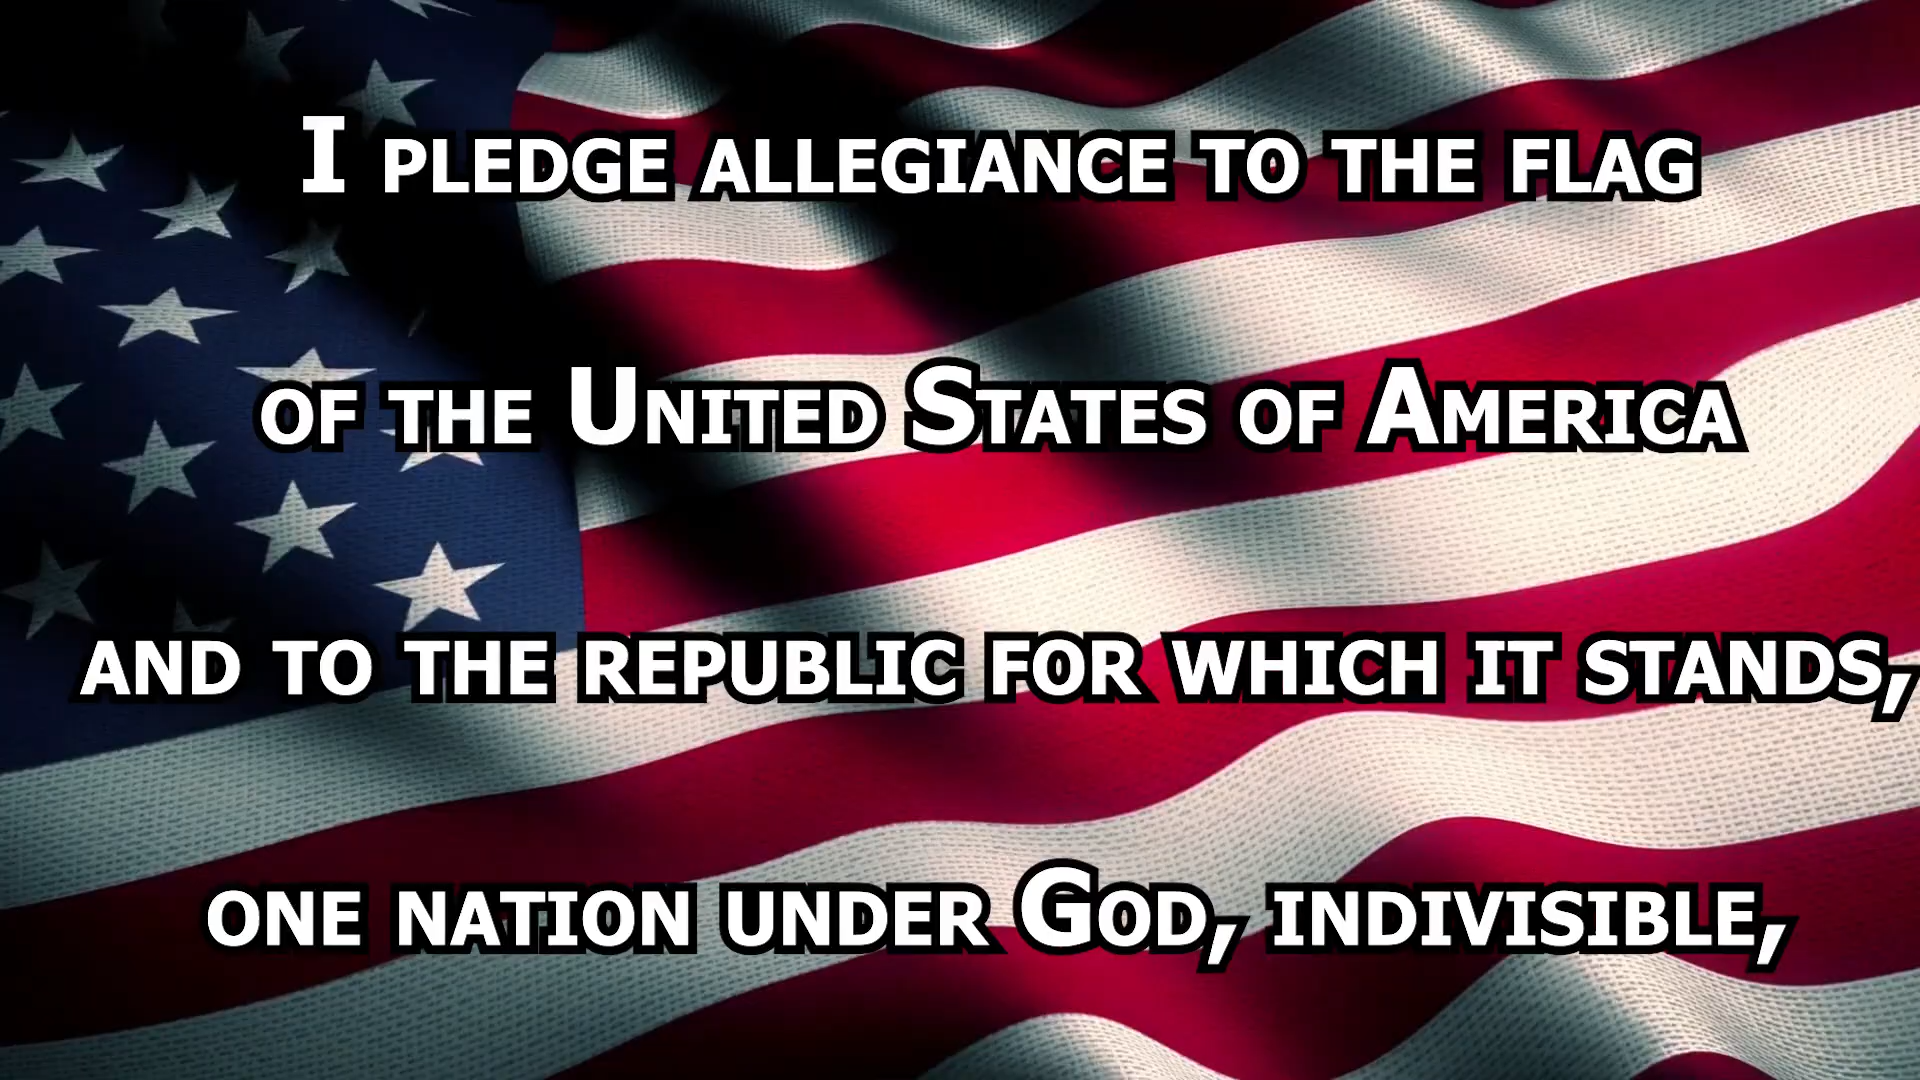 I pledge allegiance to the flag
of the United States of America
and to the republic for which it stands,
one nation under God, indivisible,